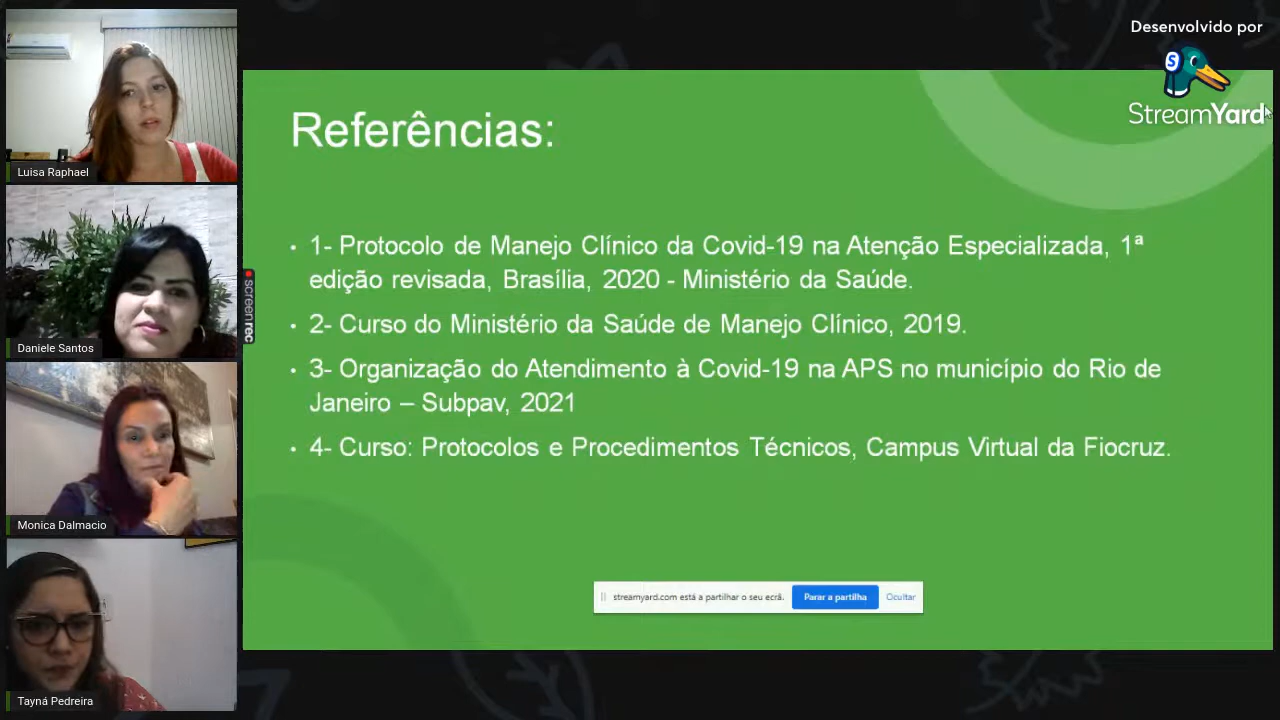 Desenvolvido por
S
StreamYard
Luisa Raphael
Daniele Santos
Monica Dalmacio
Tayná Pedreira
screenrec
Referências:
• 1- Protocolo de Manejo Clínico da Covid-19 na Atenção Especializada, 1ª
edição revisada, Brasília, 2020 - Ministério da Saúde.
• 2- Curso do Ministério da Saúde de Manejo Clínico, 2019.
• 3- Organização do Atendimento à Covid-19 na APS no município do Rio de
Janeiro – Subpav, 2021
• 4- Curso: Protocolos e Procedimentos Técnicos, Campus Virtual da Fiocruz.
streamyard.com está a partilhar o seu ecrã. Parar a partilha Ocultar